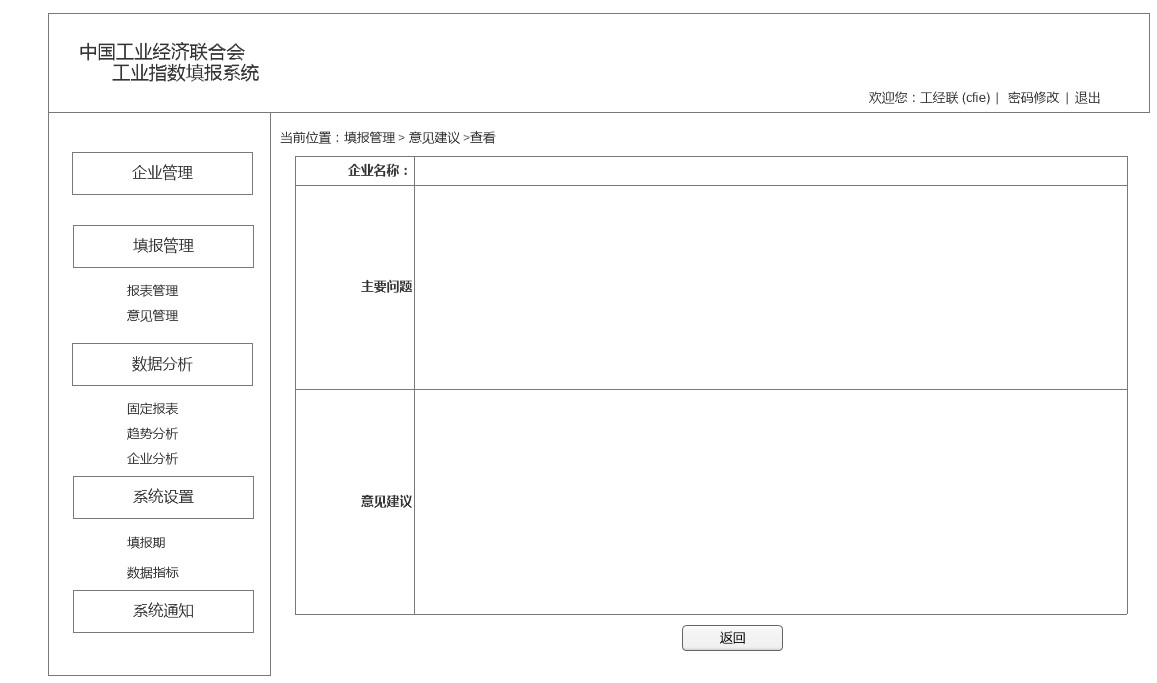 中国工业经济联合会
工业指数填报系统
欢迎您：工经联 (cfie) | 密码修改 | 退出
当前位置：填报管理 > 意见建议 >查看
企业管理
填报管理
报表管理
意见管理
数据分析
固定报表
趋势分析
企业分析
系统设置
填报期
数据指标
系统通知
企业名称：
主要问题
意见建议
返回